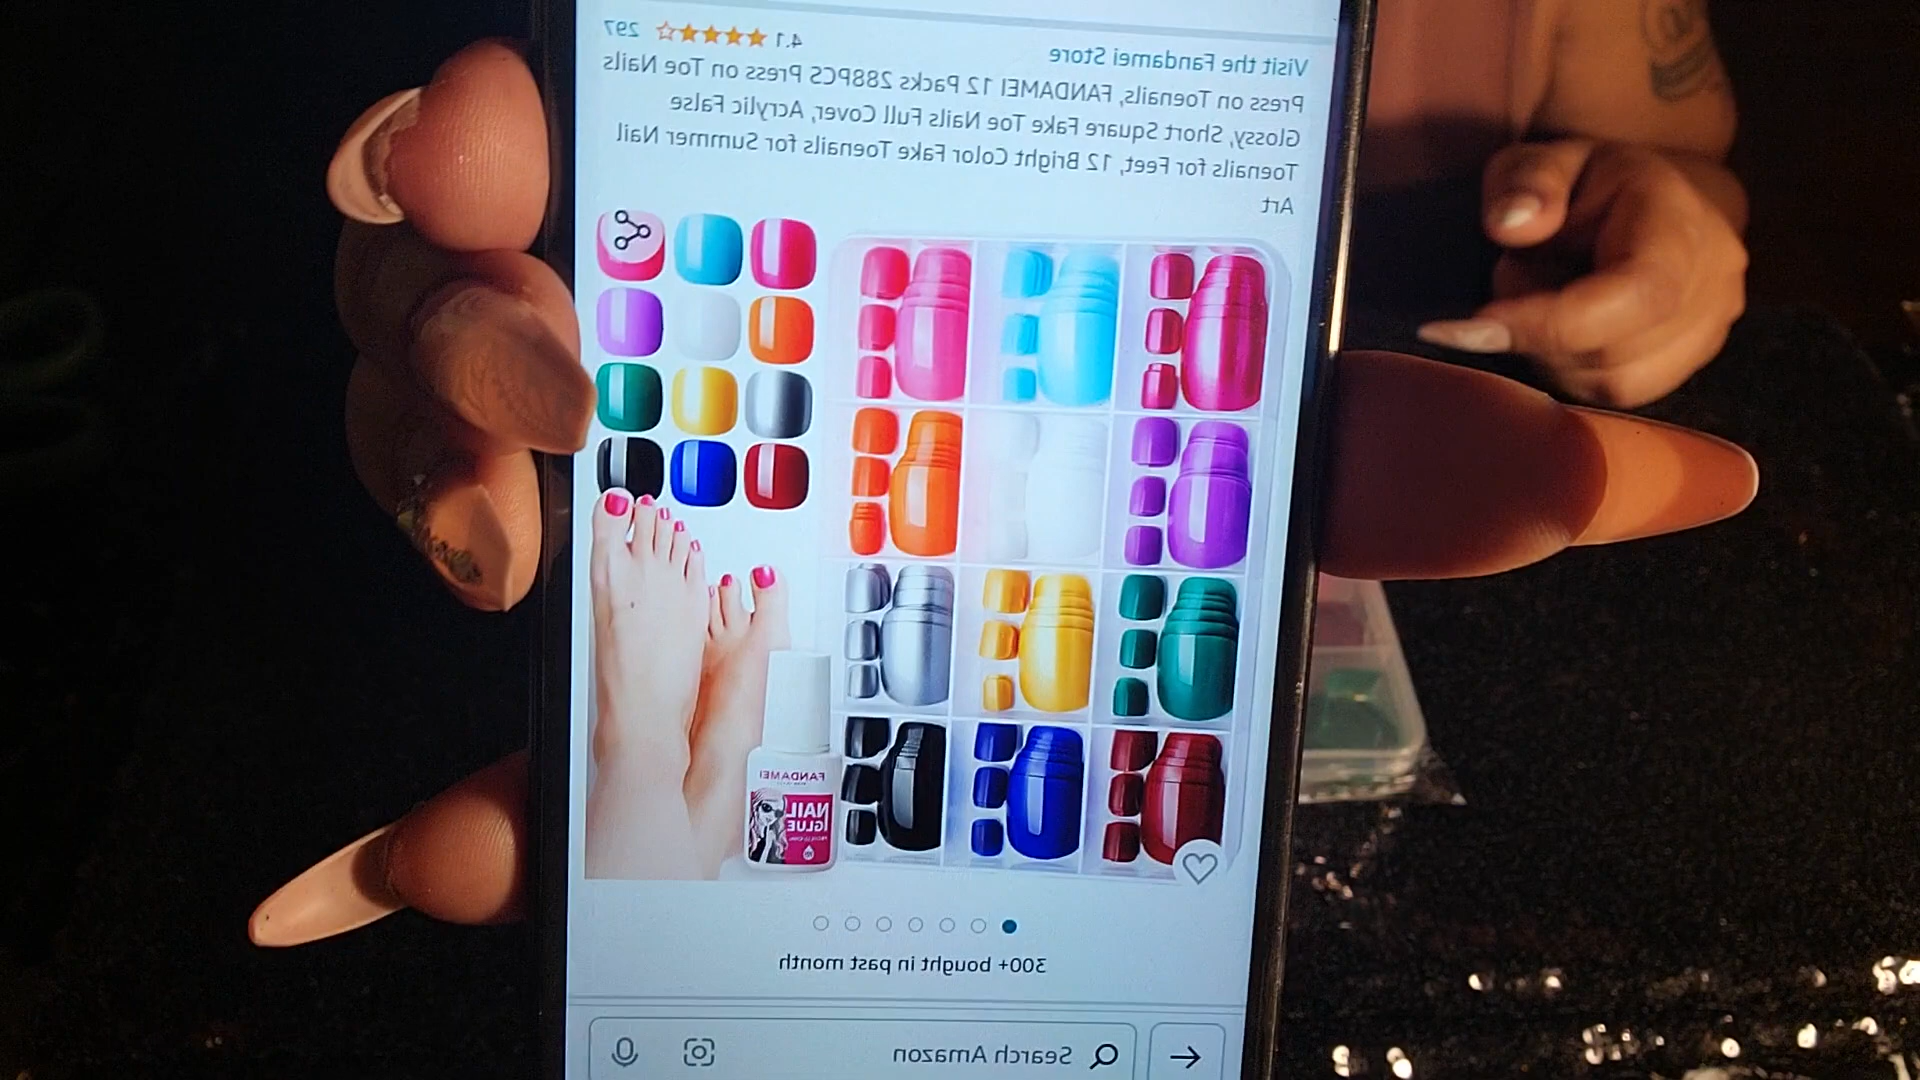 Visit the Fandamei Store
4.1
297
Press on Toenails, FANDAMEI 12 Packs 288PCS Press on Toe Nails
Glossy, Short Square Fake Toe Nails Full Cover, Acrylic False
Toenails for Feet, 12 Bright Color Fake Toenails for Summer Nail
Art
FANDAMEI
NAIL
GLUE
300+ bought in past month
Search Amazon